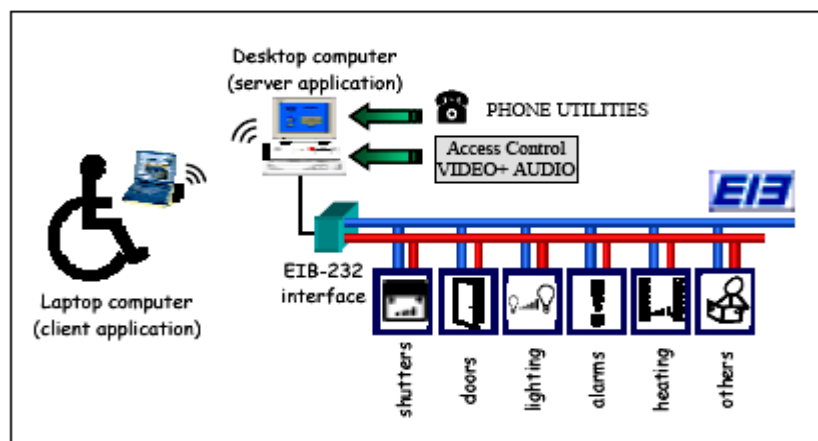 Desktop computer
(server application)
PHONE UTILITIES
Access Control
VIDEO+ AUDIO
EIB
EIB-232
interface
Laptop computer
(client application)
shutters
doors
lighting
alarms
heating
others